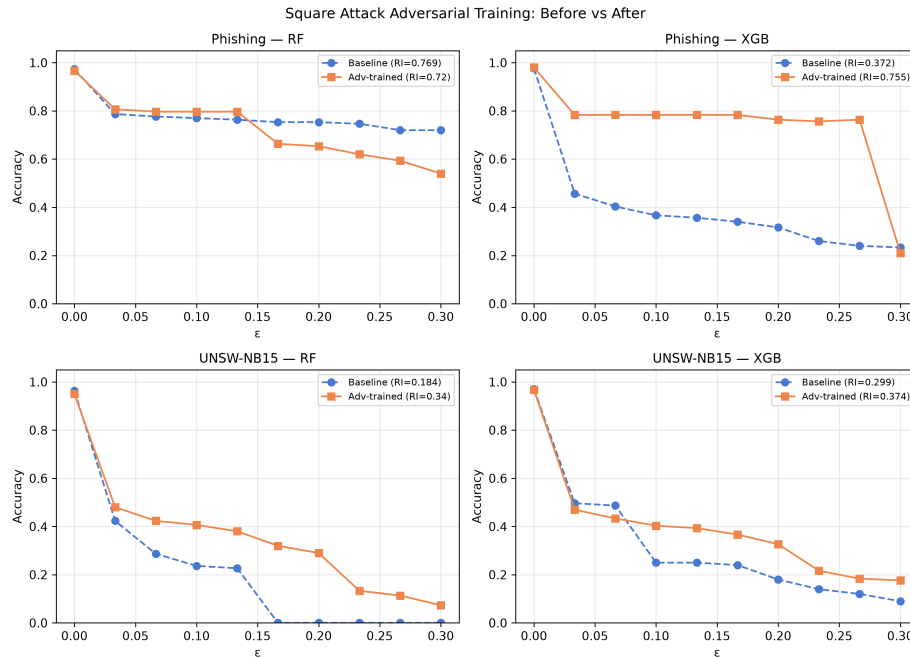 Square Attack Adversarial Training: Before vs After
Phishing — RF
1.0
0.8
0.6
0.4
0.2
0.0
Accuracy
0.00 0.05 0.10 0.15 0.20 0.25 0.30
ε
Baseline (RI=0.769)
Adv-trained (RI=0.72)
Phishing — XGB
1.0
0.8
0.6
0.4
0.2
0.0
Accuracy
0.00 0.05 0.10 0.15 0.20 0.25 0.30
ε
Baseline (RI=0.372)
Adv-trained (RI=0.755)
UNSW-NB15 — RF
1.0
0.8
0.6
0.4
0.2
0.0
Accuracy
0.00 0.05 0.10 0.15 0.20 0.25 0.30
ε
Baseline (RI=0.184)
Adv-trained (RI=0.34)
UNSW-NB15 — XGB
1.0
0.8
0.6
0.4
0.2
0.0
Accuracy
0.00 0.05 0.10 0.15 0.20 0.25 0.30
ε
Baseline (RI=0.299)
Adv-trained (RI=0.374)